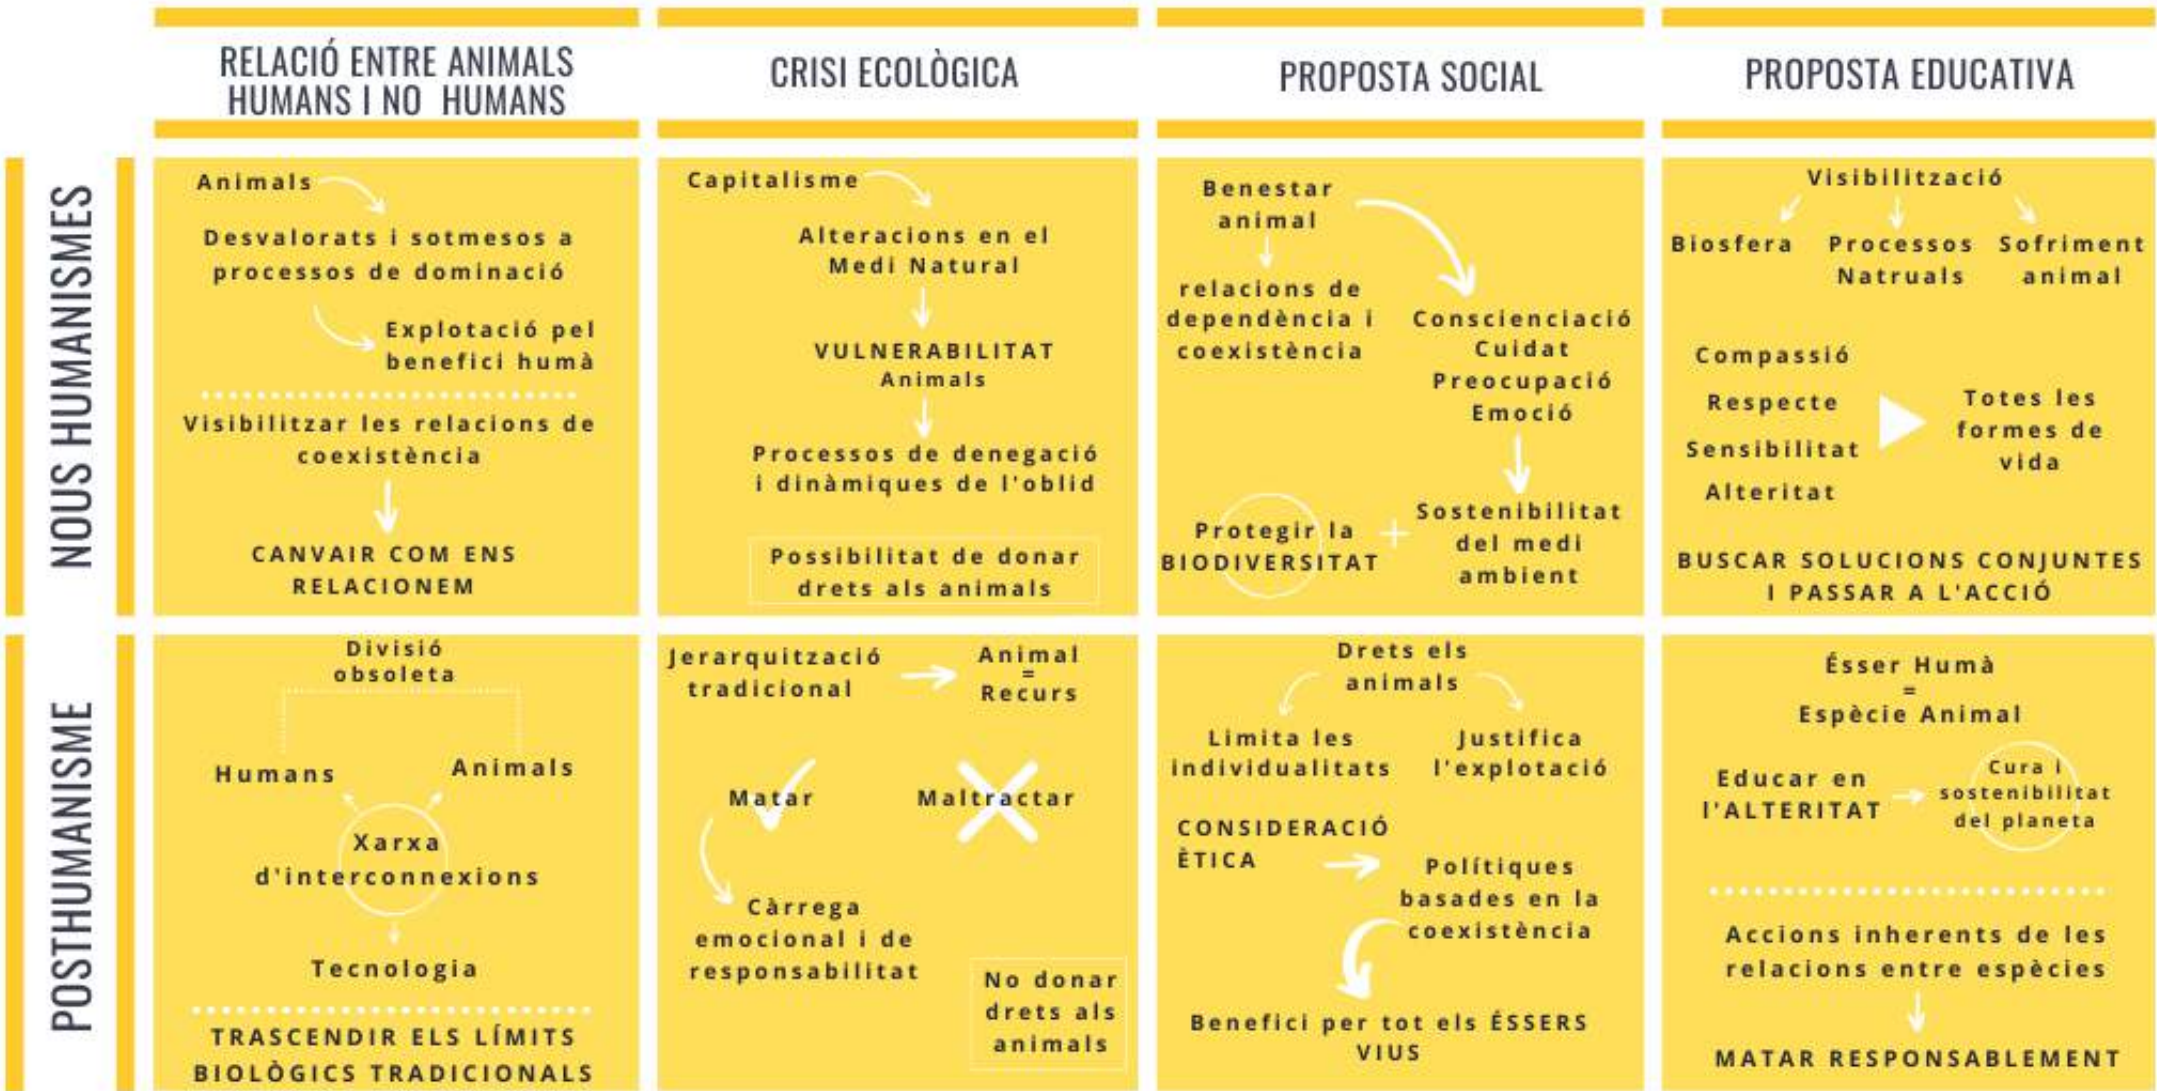 RELACIÓ ENTRE ANIMALS
HUMANS I NO HUMANS
CRISI ECOLÒGICA
PROPOSTA SOCIAL
PROPOSTA EDUCATIVA
NOUS HUMANISMES
Animals
Desvalorats i sotmesos a
processos de dominació
Explotació pel
benefici humà
Visibilitzar les relacions de
coexistència
CANVAIR COM ENS
RELACIONEM
Capitalisme
Alteracions en el
Medi Natural
VULNERABILITAT
Animals
Processos de denegació
i dinàmiques de l'oblid
Possibilitat de donar
drets als animals
Benestar
animal
relacions de
dependència i
coexistència
Conscienciació
Cuidat
Preocupació
Emoció
Protegir la
BIODIVERSITAT
+
Sostenibilitat
del medi
ambient
Visibilització
Biosfera
Processos
Natruals
Sofriment
animal
Compassió
Respecte
Sensibilitat
Alteritat
Totes les
formes de
vida
BUSCAR SOLUCIONS CONJUNTES
I PASSAR A L'ACCIÓ
POSTHUMANISME
Divisió
obsoleta
Humans
Animals
Xarxa
d'interconnexions
Tecnologia
TRASCENDIR ELS LÍMITS
BIOLÒGICS TRADICIONALS
Jerarquització
tradicional
Animal
=
Recurs
Matar
Maltractar
Càrrega
emocional i de
responsabilitat
No donar
drets als
animals
Drets els
animals
Limita les
individualitats
Justifica
l'explotació
CONSIDERACIÓ
ÈTICA
Polítiques
basades en la
coexistència
Benefici per tot els ÉSSERS
VIUS
Ésser Humà
=
Espècie Animal
Educar en
l'ALTERITAT
Cura i
sostenibilitat
del planeta
Accions inherents de les
relacions entre espècies
MATAR RESPONSABLEMENT